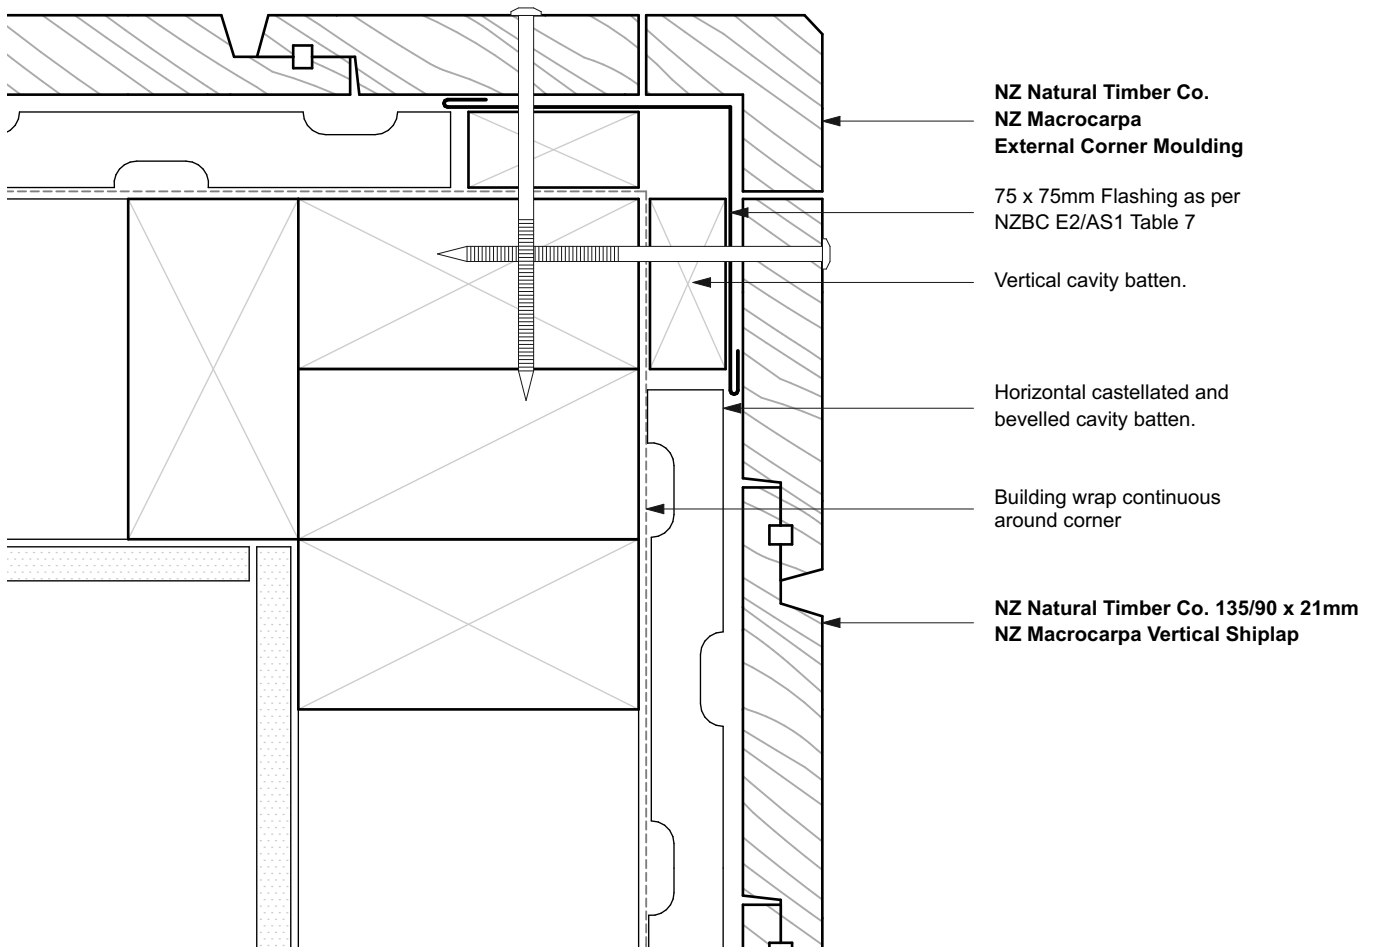 NZ Natural Timber Co.
NZ Macrocarpa
External Corner Moulding
75 x 75mm Flashing as per
NZBC E2/AS1 Table 7
Vertical cavity batten.
Horizontal castellated and
bevelled cavity batten.
Building wrap continuous
around corner
NZ Natural Timber Co. 135/90 x 21mm
NZ Macrocarpa Vertical Shiplap